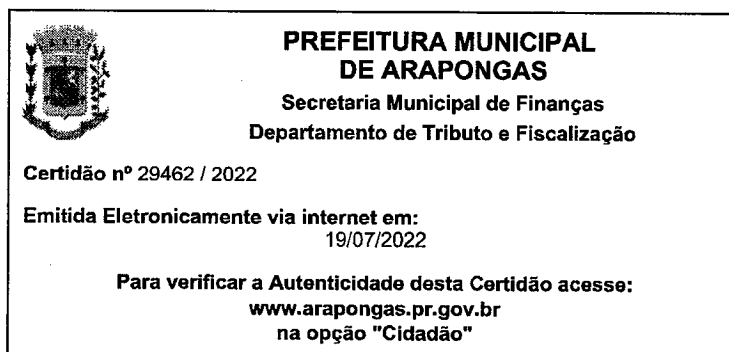 PREFEITURA MUNICIPAL
DE ARAPONGAS
Secretaria Municipal de Finanças
Departamento de Tributo e Fiscalização
Certidão nº 29462 / 2022
Emitida Eletronicamente via internet em:
19/07/2022
Para verificar a Autenticidade desta Certidão acesse:
www.arapongas.pr.gov.br
na opção "Cidadão"